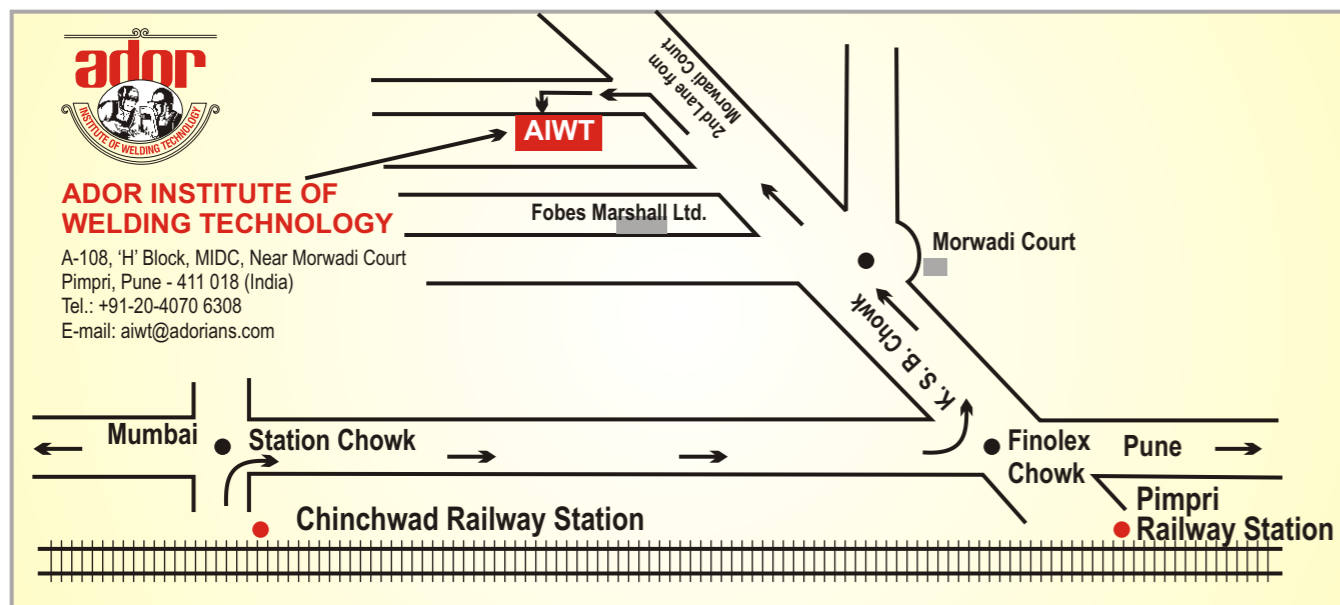 ador
INSTITUTE OF WELDING TECHNOLOGY
ADOR INSTITUTE OF
WELDING TECHNOLOGY
A-108, ‘H’ Block, MIDC, Near Morwadi Court
Pimpri, Pune - 411 018 (India)
Tel.: +91-20-4070 6308
E-mail: aiwt@adorians.com
2nd Lane from
Morwadi Court
AIWT
Fobes Marshall Ltd.
Morwadi Court
K. S. B. Chowk
Mumbai
Station Chowk
Finolex
Chowk
Pune
Chinchwad Railway Station
Pimpri
Railway Station